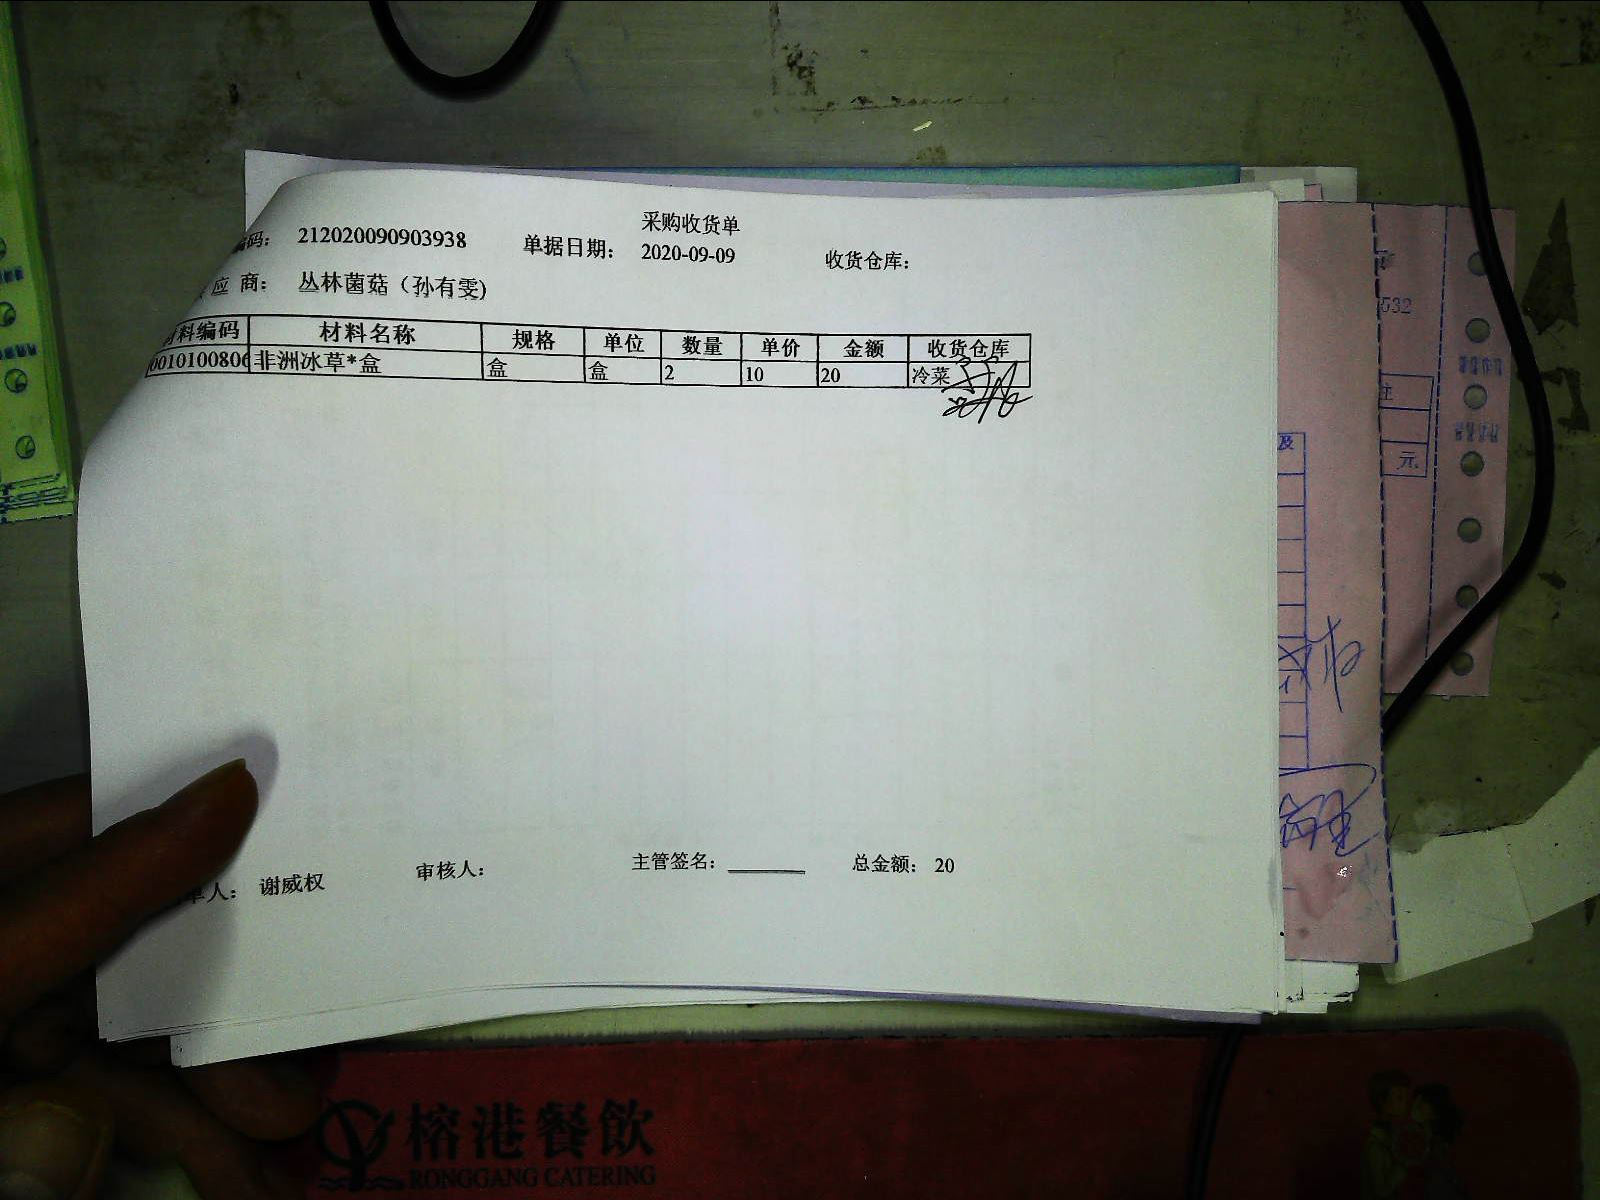 采购收货单
编码： 212020090903938 单据日期： 2020-09-09 收货仓库：
应 商： 丛林菌菇（孙有雯)
材料编码 材料名称 规格 单位 数量 单价 金额 收货仓库
0010100806 非洲冰草*盒 盒 盒 2 10 20 冷菜
单人： 谢威权 审核人： 主管签名： 总金额： 20
532
及
元
榕港餐飲
RONGGANG CATERING